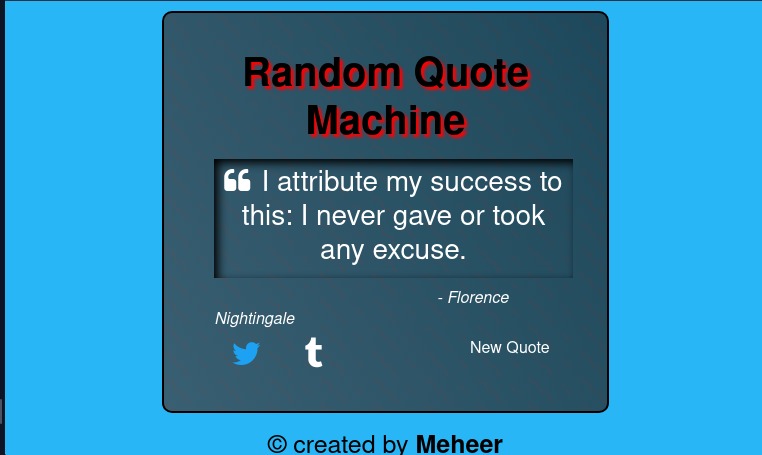 Random Quote
Machine
❝ I attribute my success to
this: I never gave or took
any excuse.
- Florence
Nightingale
New Quote
© created by Meheer